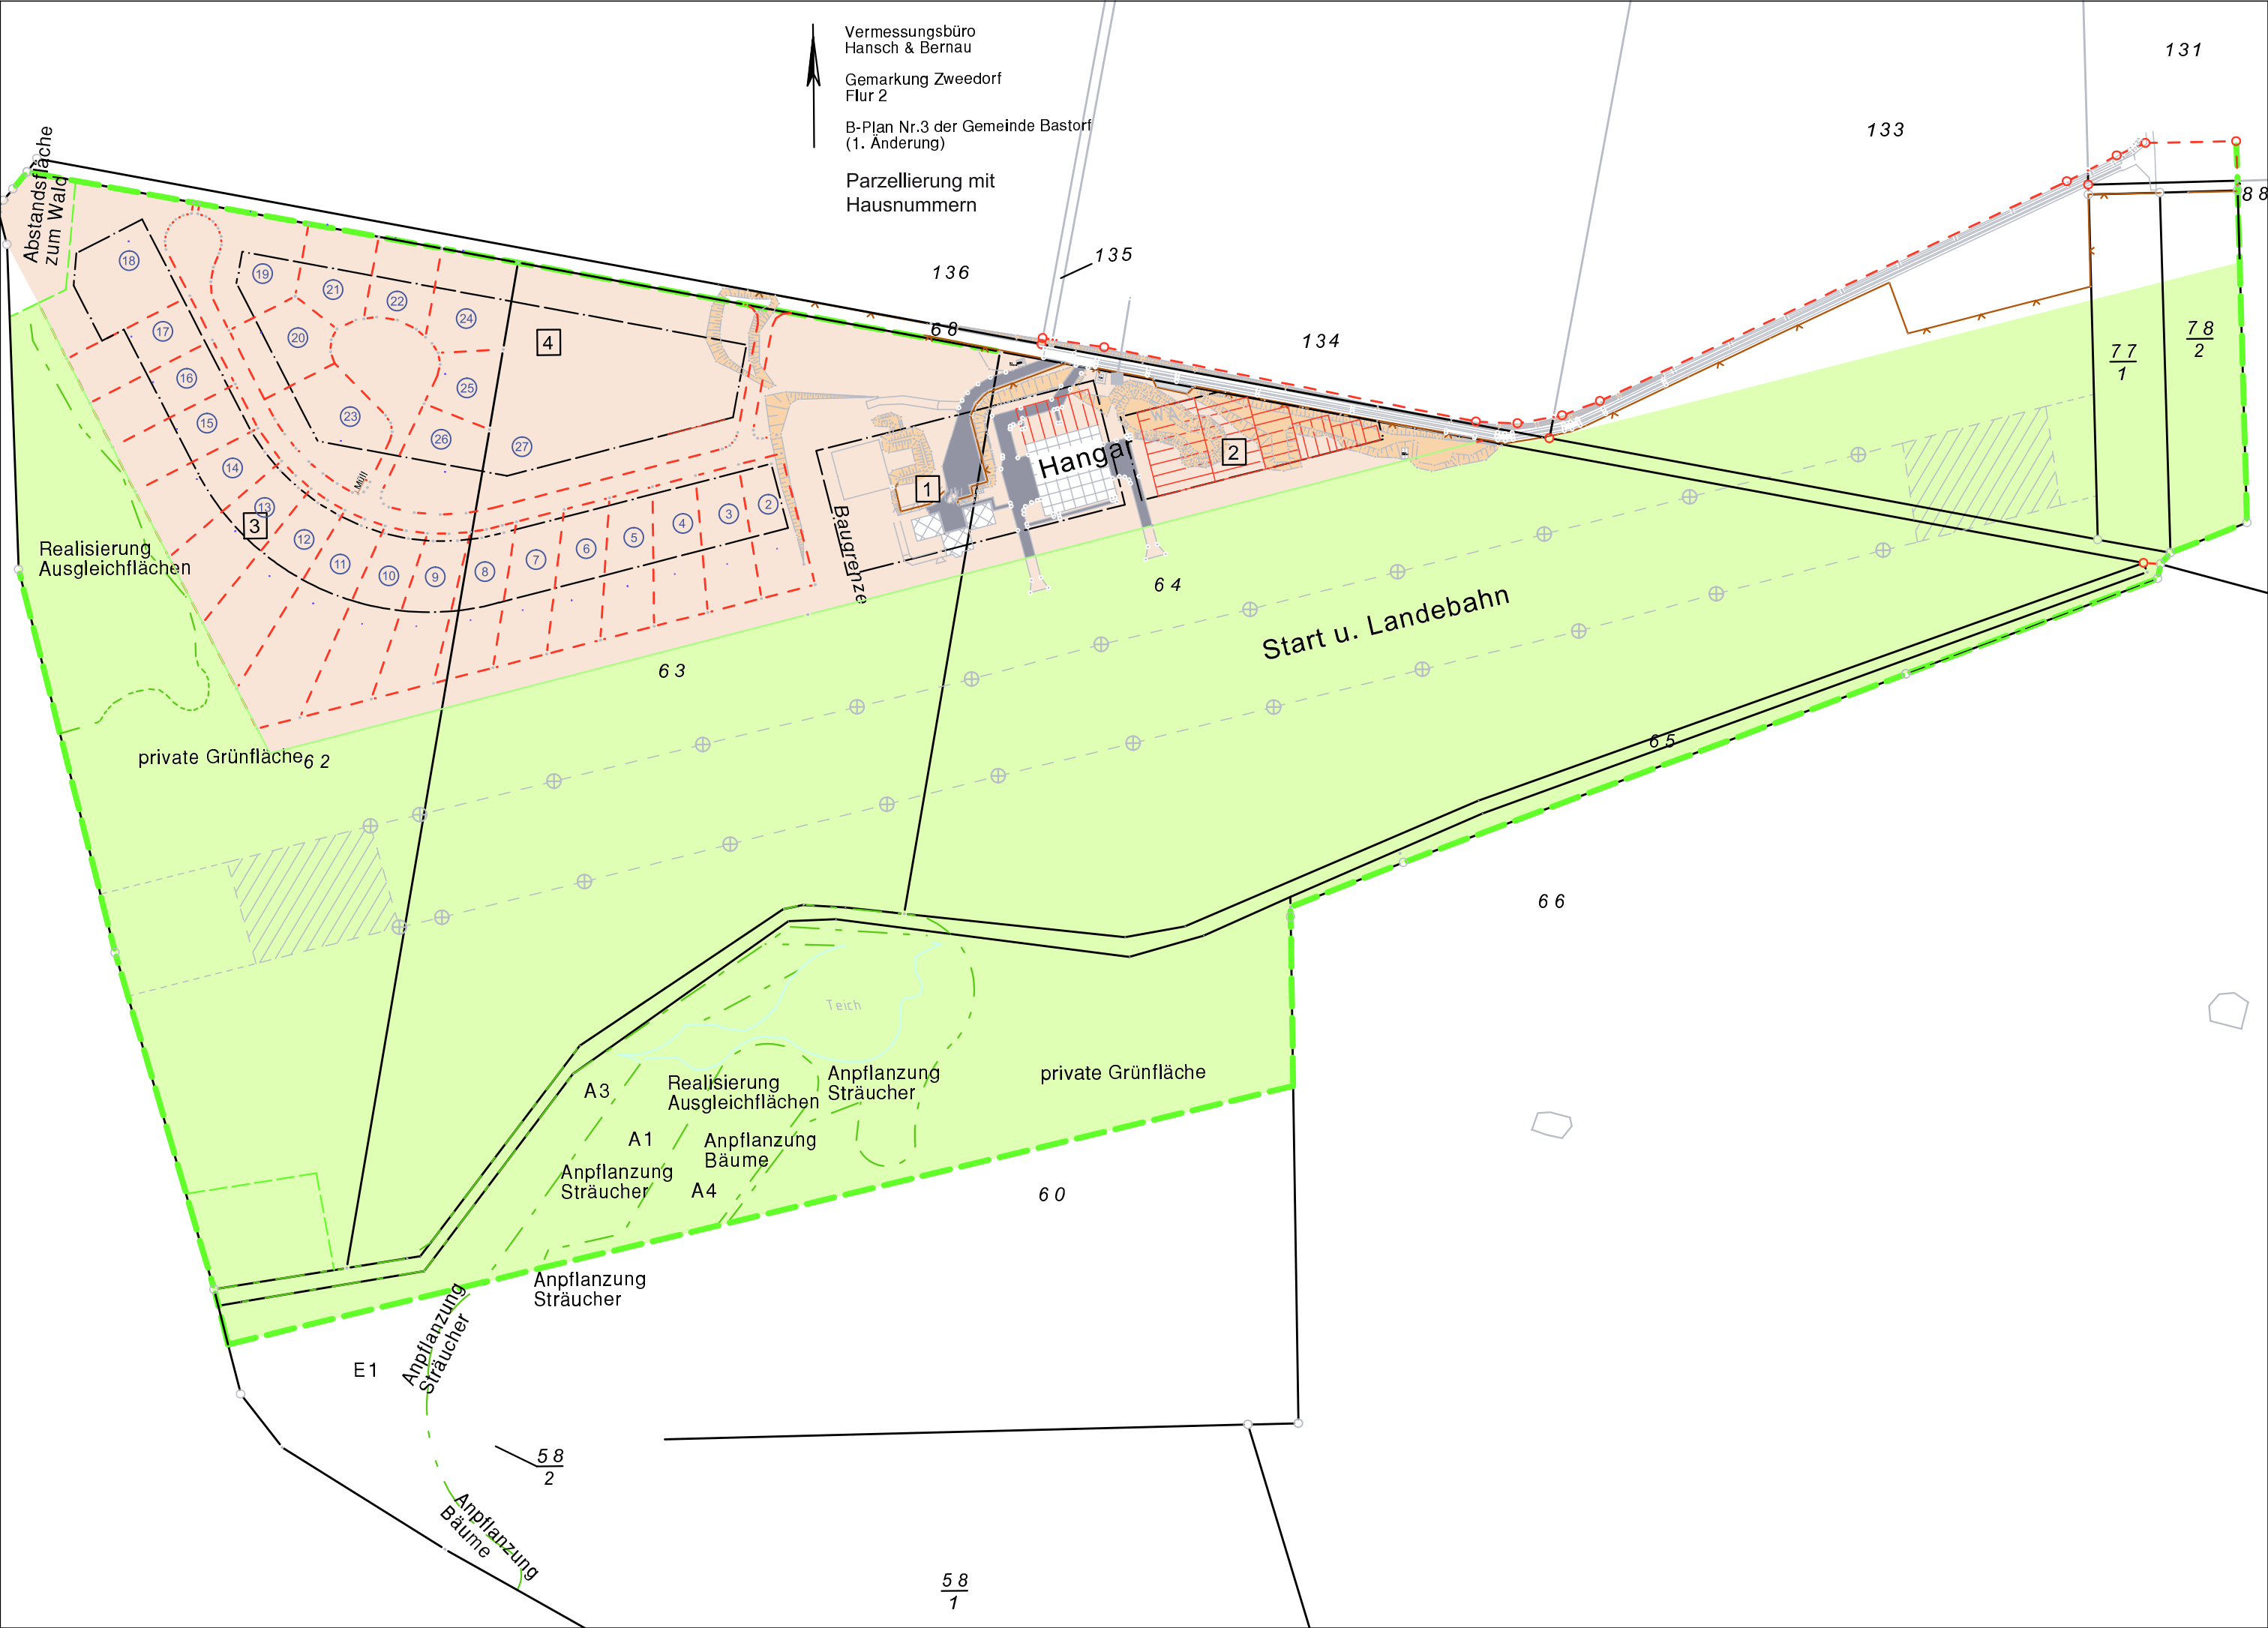 Vermessungsbüro
Hansch & Bernau
Gemarkung Zweedorf
Flur 2
B-Plan Nr.3 der Gemeinde Bastorf
(1. Änderung)
Parzellierung mit
Hausnummern
131
133
88
135
136
134
68
77
1
78
2
Abstandsfläche
zum Wald
18
19
21
22
24
20
17
16
25
15
23
26
27
14
13
12
11
10
9
8
7
6
5
4
3
2
4
3
1
2
Müll
Hangar
Baugrenze
Realisierung
Ausgleichflächen
64
Start u. Landebahn
63
private Grünfläche
62
65
66
Teich
A3
Realisierung
Ausgleichflächen
Anpflanzung
Sträucher
private Grünfläche
A1
Anpflanzung
Bäume
Anpflanzung
Sträucher
A4
60
Anpflanzung
Sträucher
Anpflanzung
Sträucher
E1
58
2
Anpflanzung
Bäume
58
1